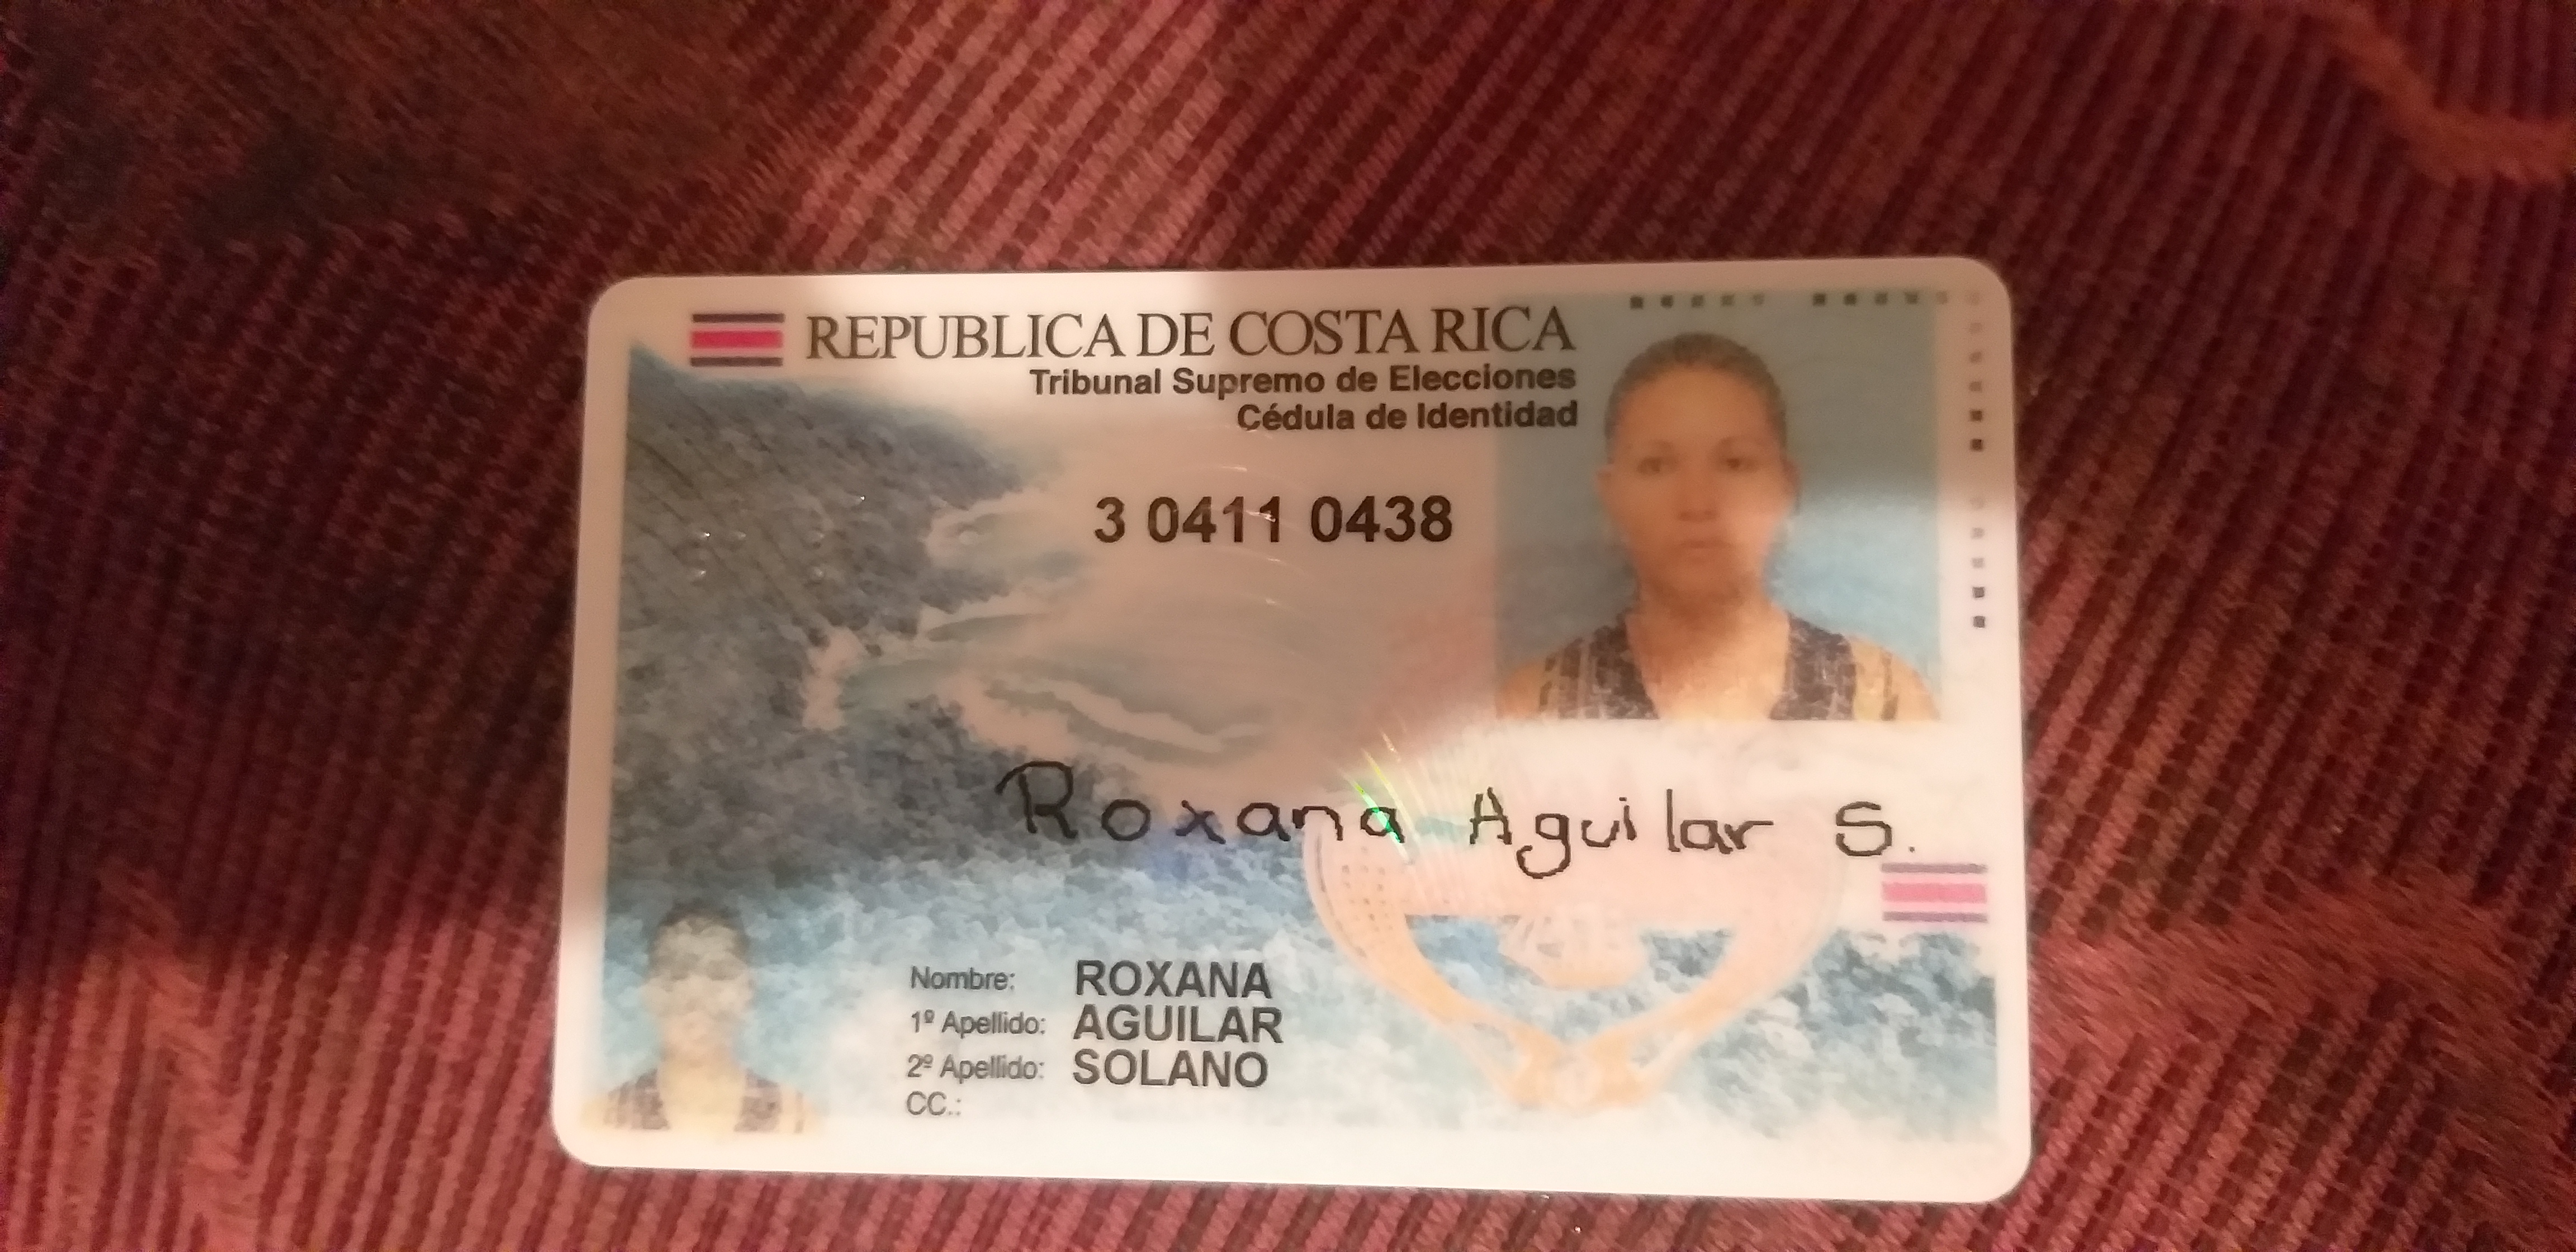 REPUBLICA DE COSTA RICA
Tribunal Supremo de Elecciones
Cédula de Identidad
3 0411 0438
Roxana Aguilar S.
Nombre: ROXANA
1º Apellido: AGUILAR
2º Apellido: SOLANO
CC.: